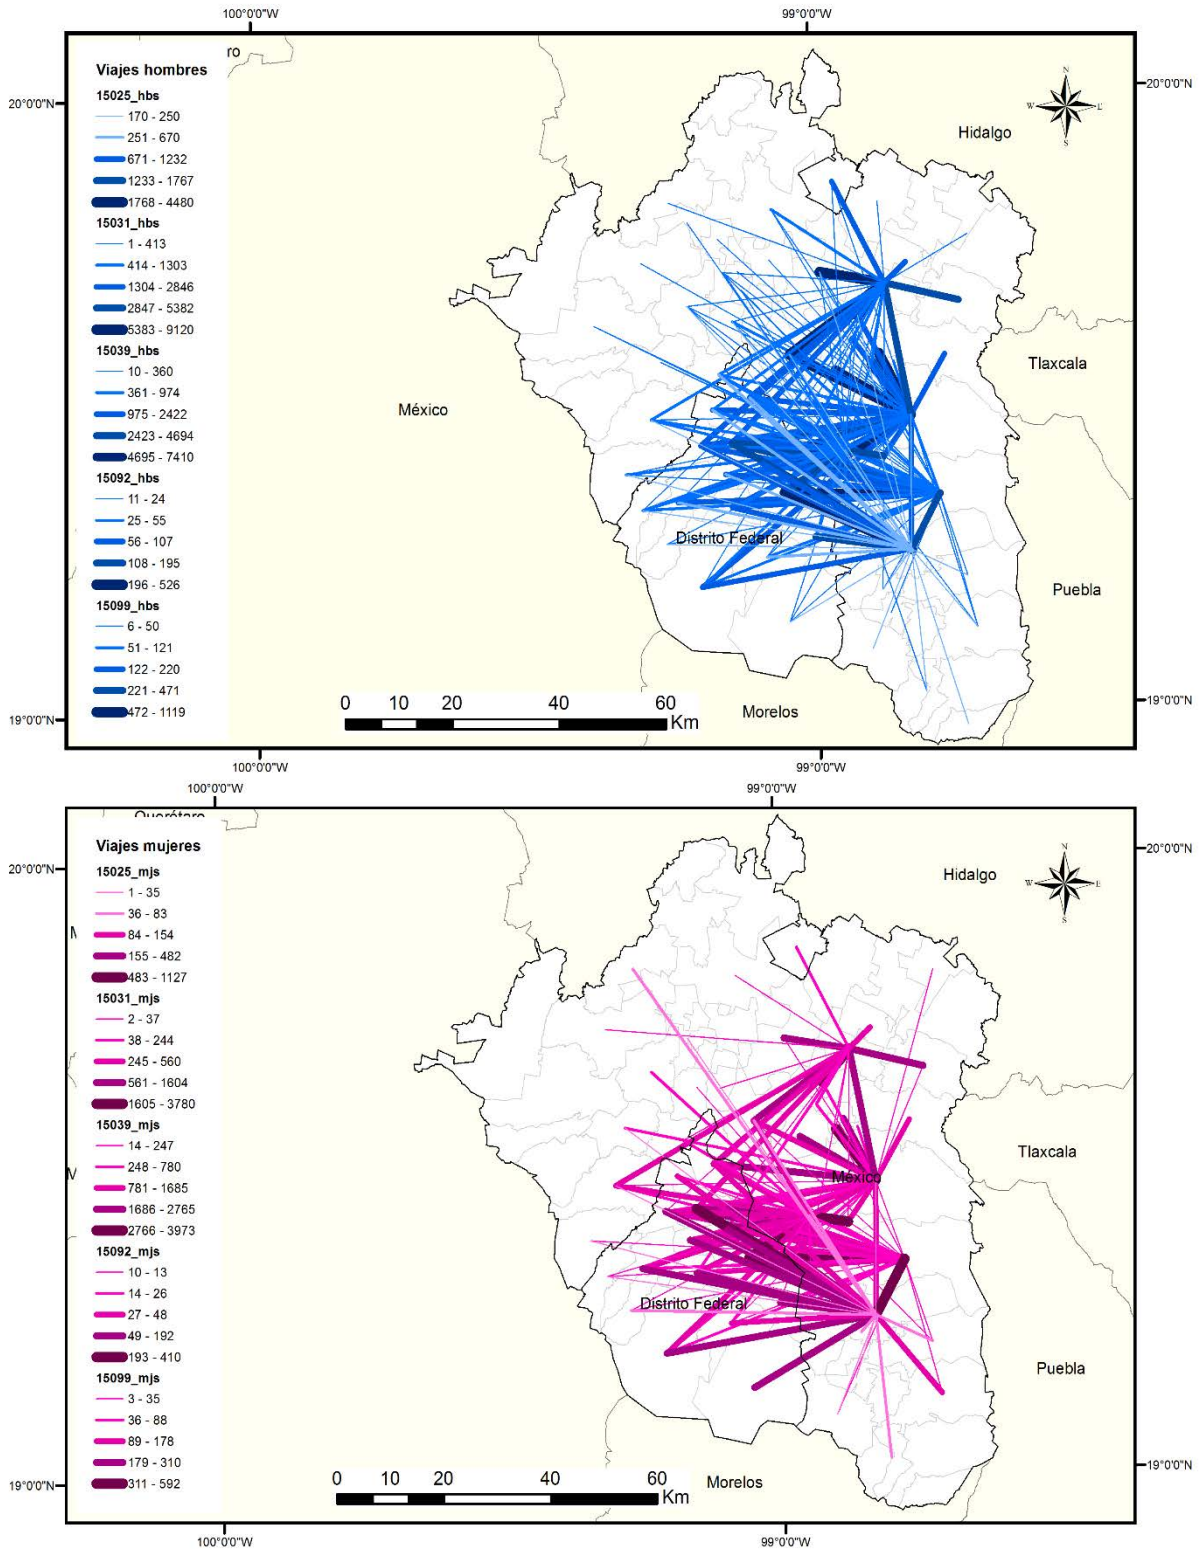 100°0'0"W
99°0'0"W
ro
Viajes hombres
15025_hbs
170 - 250
251 - 670
671 - 1232
1233 - 1767
1768 - 4480
15031_hbs
1 - 413
414 - 1303
1304 - 2846
2847 - 5382
5383 - 9120
15039_hbs
10 - 360
361 - 974
975 - 2422
2423 - 4694
4695 - 7410
15092_hbs
11 - 24
25 - 55
56 - 107
108 - 195
196 - 526
15099_hbs
6 - 50
51 - 121
122 - 220
221 - 471
472 - 1119
20°0'0"N
20°0'0"N
N
W
E
S
Hidalgo
Tlaxcala
México
Distrito Federal
Puebla
Morelos
0 10 20 40 60
Km
19°0'0"N
19°0'0"N
100°0'0"W
99°0'0"W
100°0'0"W
99°0'0"W
Querétaro
Viajes mujeres
15025_mjs
1 - 35
36 - 83
84 - 154
155 - 482
483 - 1127
15031_mjs
2 - 37
38 - 244
245 - 560
561 - 1604
1605 - 3780
15039_mjs
14 - 247
248 - 780
781 - 1685
1686 - 2765
2766 - 3973
15092_mjs
10 - 13
14 - 26
27 - 48
49 - 192
193 - 410
15099_mjs
3 - 35
36 - 88
89 - 178
179 - 310
311 - 592
20°0'0"N
20°0'0"N
N
W
E
S
Hidalgo
Tlaxcala
México
Distrito Federal
Puebla
Morelos
0 10 20 40 60
Km
19°0'0"N
19°0'0"N
100°0'0"W
99°0'0"W